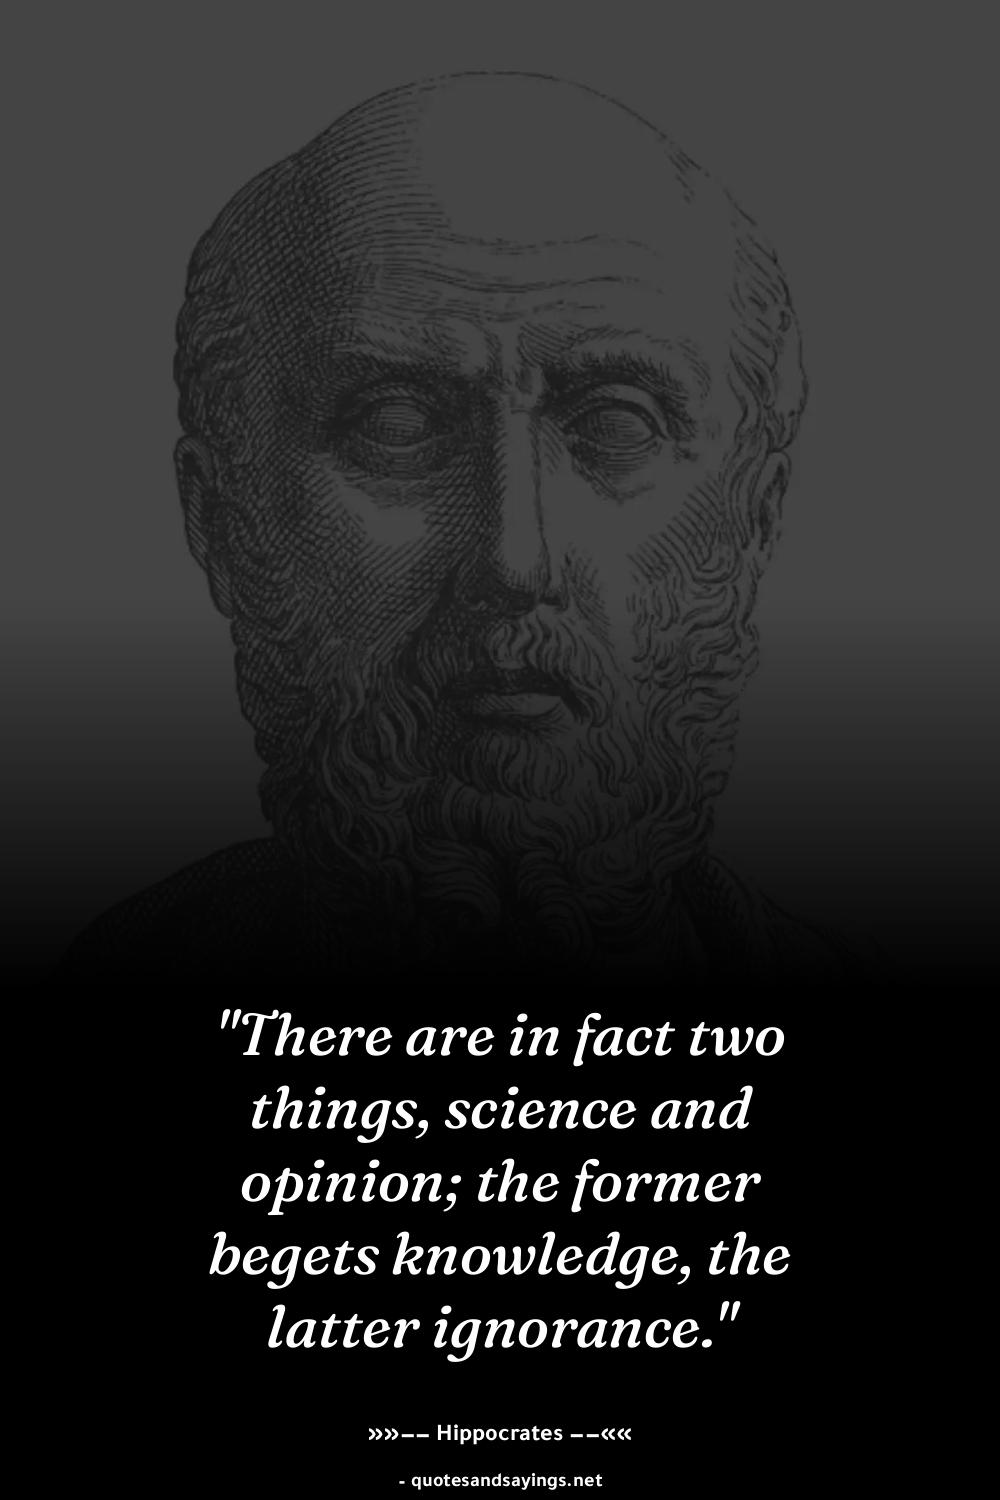 "There are in fact two
things, science and
opinion; the former
begets knowledge, the
latter ignorance."
»»−− Hippocrates −−««
- quotesandsayings.net